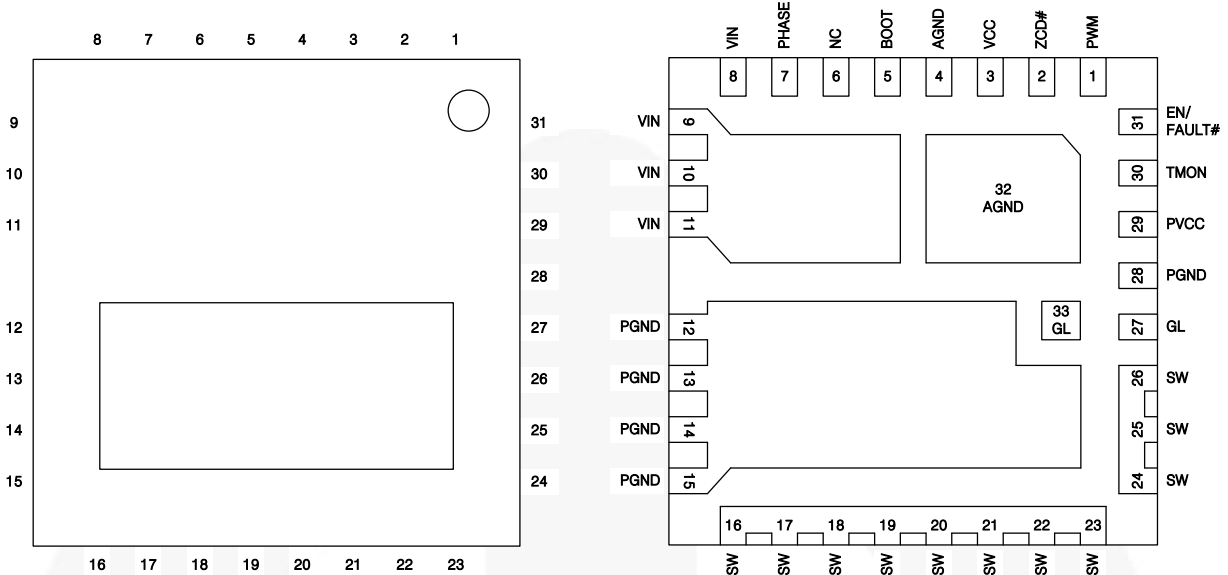 8 7 6 5 4 3 2 1
9
10
11
12
13
14
15
31
30
29
28
27
26
25
24
16 17 18 19 20 21 22 23
VIN PHASE NC BOOT AGND VCC ZCD# PWM
8 7 6 5 4 3 2 1
VIN 9
VIN 10
VIN 11
PGND 12
PGND 13
PGND 14
PGND 15
32
AGND
33
GL
31 EN/
FAULT#
30 TMON
29 PVCC
28 PGND
27 GL
26 SW
25 SW
24 SW
16 17 18 19 20 21 22 23
SW SW SW SW SW SW SW SW